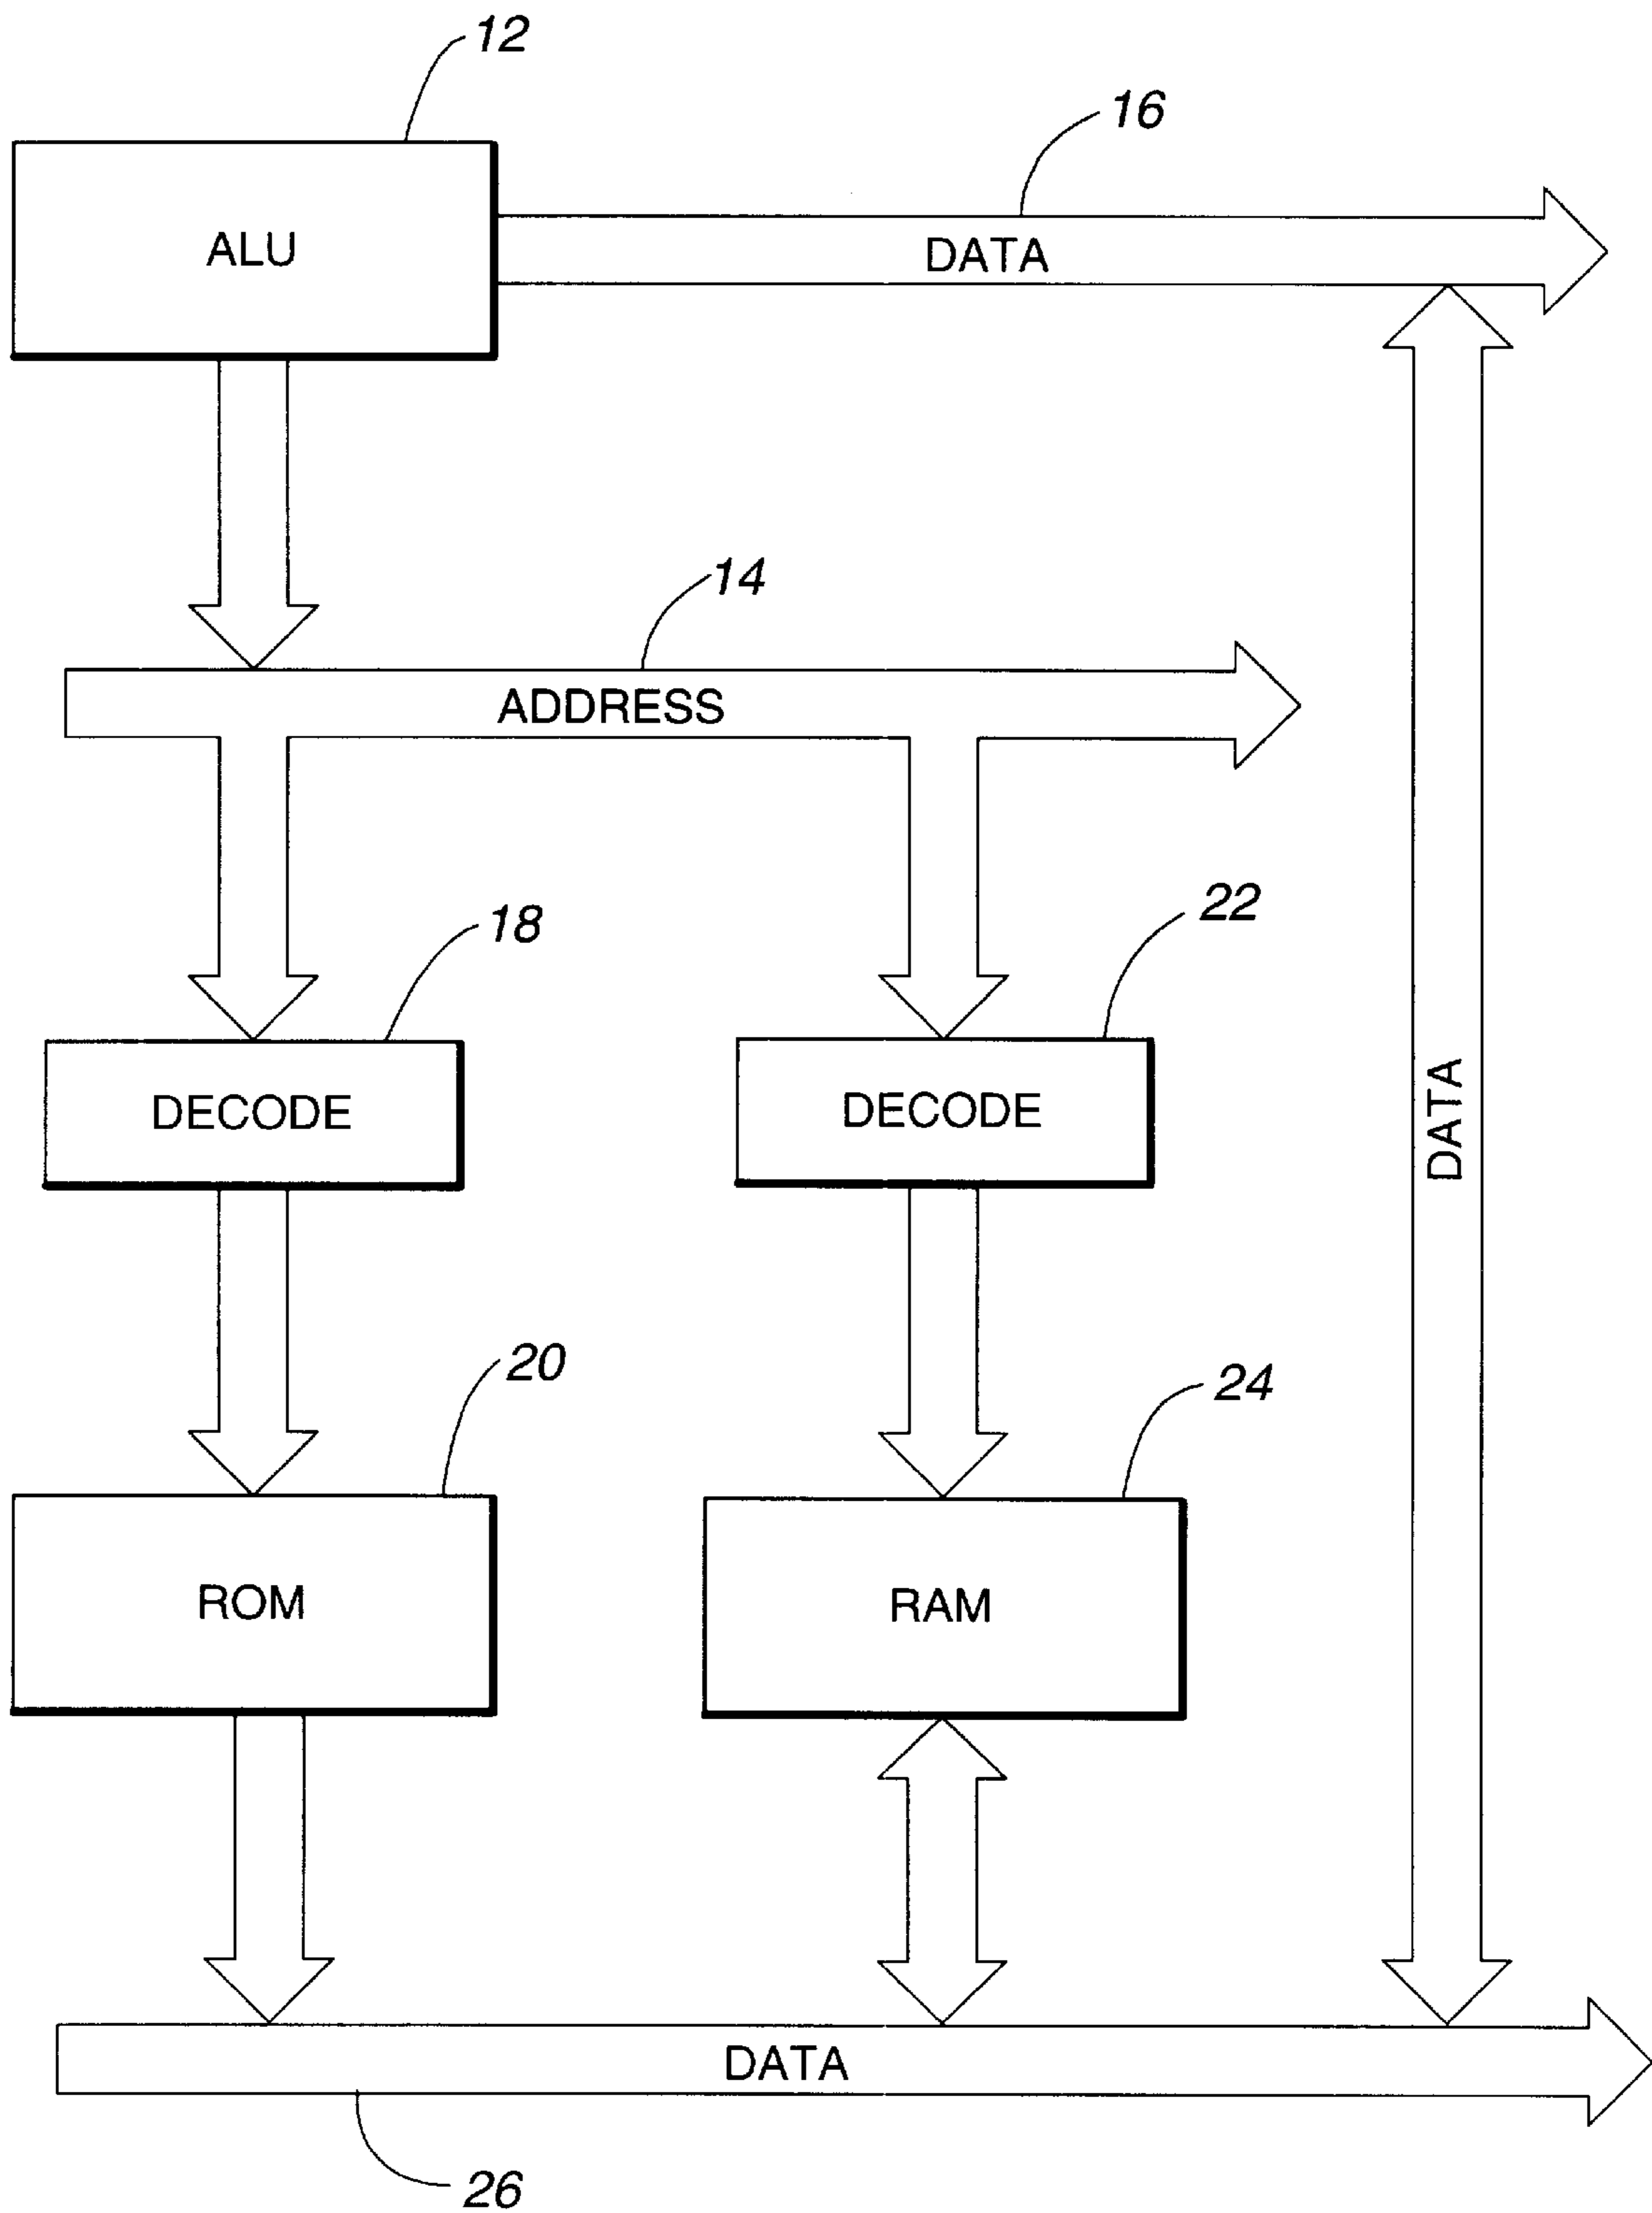 12
16
ALU
DATA
14
ADDRESS
18
22
DECODE
DECODE
DATA
20
24
ROM
RAM
DATA
26